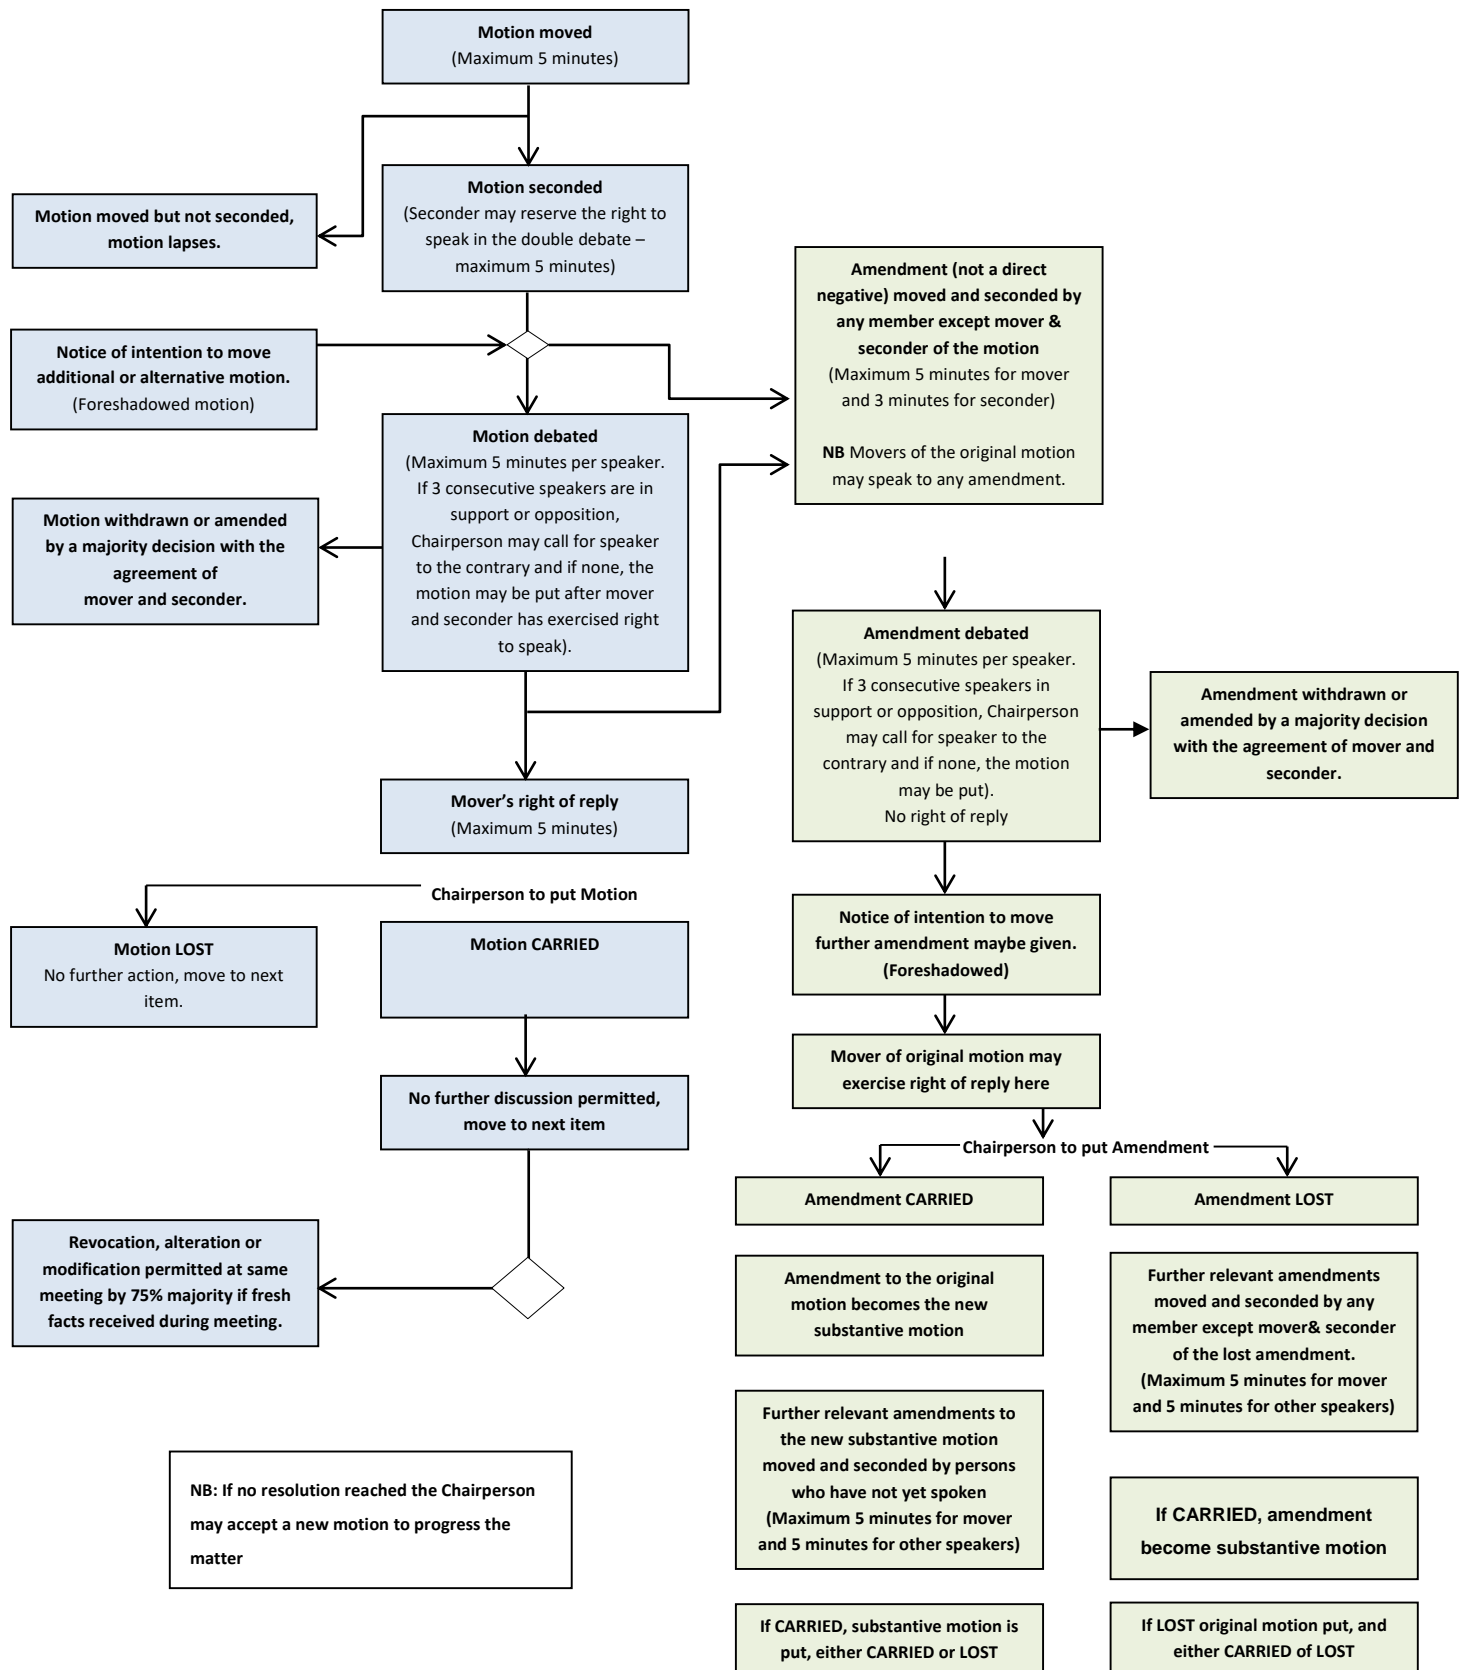 Motion moved
(Maximum 5 minutes)
Motion seconded
(Seconder may reserve the right to
speak in the double debate –
maximum 5 minutes)
Motion moved but not seconded,
motion lapses.
Notice of intention to move
additional or alternative motion.
(Foreshadowed motion)
Motion debated
(Maximum 5 minutes per speaker.
If 3 consecutive speakers are in
support or opposition,
Chairperson may call for speaker
to the contrary and if none, the
motion may be put after mover
and seconder has exercised right
to speak).
Motion withdrawn or amended
by a majority decision with the
agreement of
mover and seconder.
Mover’s right of reply
(Maximum 5 minutes)
Chairperson to put Motion
Motion LOST
No further action, move to next
item.
Motion CARRIED
No further discussion permitted,
move to next item
Revocation, alteration or
modification permitted at same
meeting by 75% majority if fresh
facts received during meeting.
NB: If no resolution reached the Chairperson
may accept a new motion to progress the
matter
Amendment (not a direct
negative) moved and seconded by
any member except mover &
seconder of the motion
(Maximum 5 minutes for mover
and 3 minutes for seconder)
NB Movers of the original motion
may speak to any amendment.
Amendment debated
(Maximum 5 minutes per speaker.
If 3 consecutive speakers in
support or opposition, Chairperson
may call for speaker to the
contrary and if none, the motion
may be put).
No right of reply
Amendment withdrawn or
amended by a majority decision
with the agreement of mover and
seconder.
Notice of intention to move
further amendment maybe given.
(Foreshadowed)
Mover of original motion may
exercise right of reply here
Chairperson to put Amendment
Amendment CARRIED
Amendment to the original
motion becomes the new
substantive motion
Further relevant amendments to
the new substantive motion
moved and seconded by persons
who have not yet spoken
(Maximum 5 minutes for mover
and 5 minutes for other speakers)
If CARRIED, substantive motion is
put, either CARRIED or LOST
Amendment LOST
Further relevant amendments
moved and seconded by any
member except mover& seconder
of the lost amendment.
(Maximum 5 minutes for mover
and 5 minutes for other speakers)
If CARRIED, amendment
become substantive motion
If LOST original motion put, and
either CARRIED of LOST